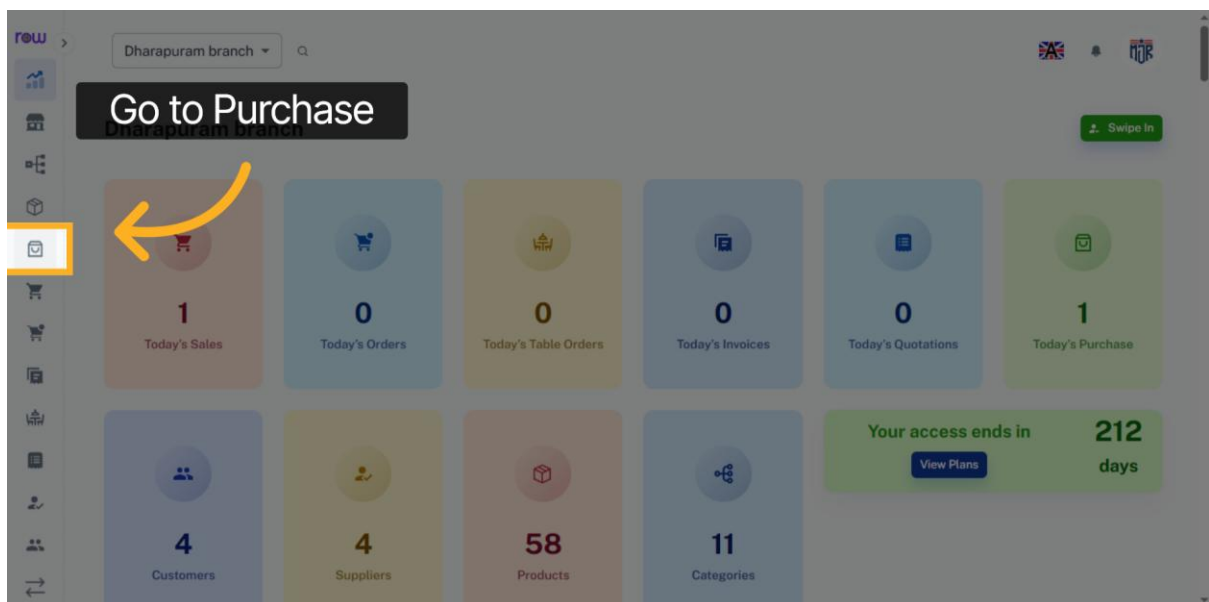 row
Dharapuram branch
Go to Purchase
Dharapuram branch
Swipe In
1
Today's Sales
0
Today's Orders
0
Today's Table Orders
0
Today's Invoices
0
Today's Quotations
1
Today's Purchase
4
Customers
4
Suppliers
58
Products
11
Categories
Your access ends in
View Plans
212
days